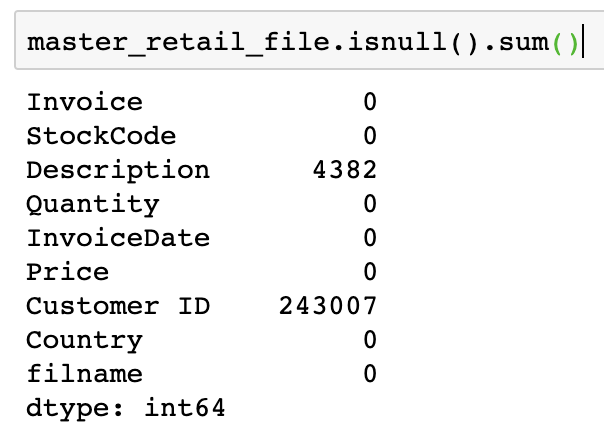 master_retail_file.isnull().sum()
Invoice 0
StockCode 0
Description 4382
Quantity 0
InvoiceDate 0
Price 0
Customer ID 243007
Country 0
filname 0
dtype: int64